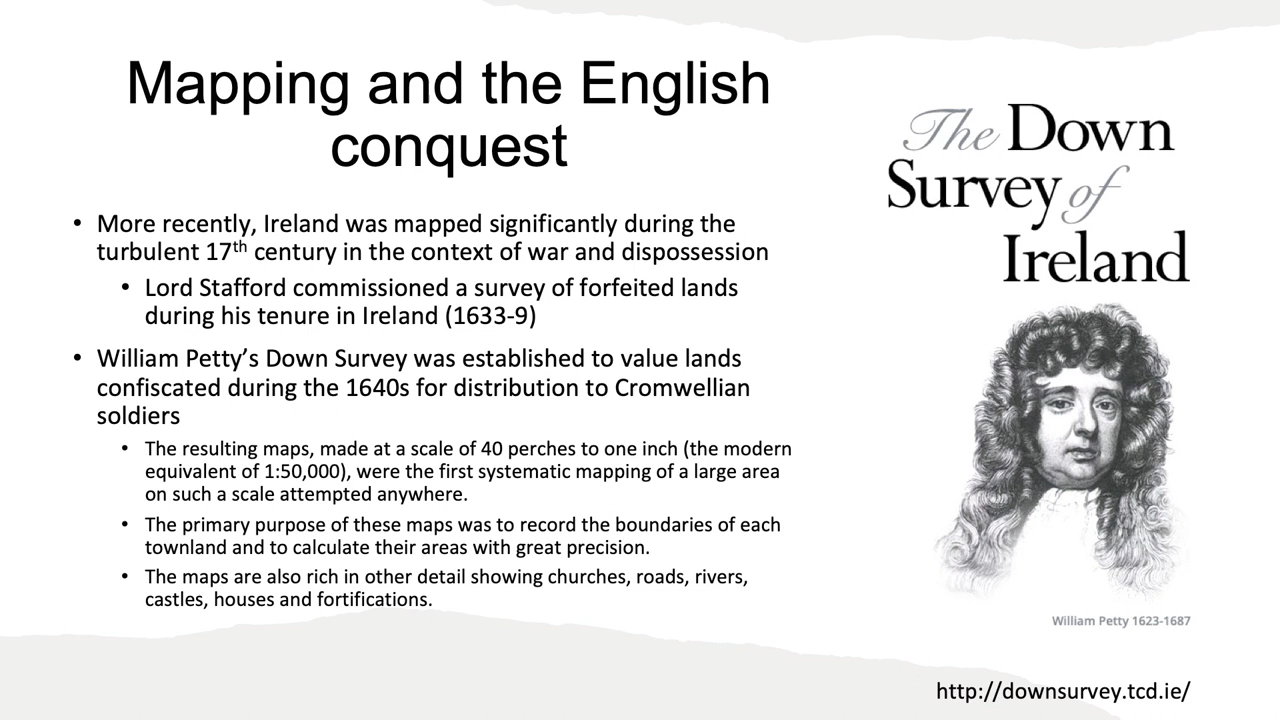 Mapping and the English
conquest
• More recently, Ireland was mapped significantly during the
turbulent 17th century in the context of war and dispossession
• Lord Stafford commissioned a survey of forfeited lands
during his tenure in Ireland (1633-9)
• William Petty’s Down Survey was established to value lands
confiscated during the 1640s for distribution to Cromwellian
soldiers
• The resulting maps, made at a scale of 40 perches to one inch (the modern
equivalent of 1:50,000), were the first systematic mapping of a large area
on such a scale attempted anywhere.
• The primary purpose of these maps was to record the boundaries of each
townland and to calculate their areas with great precision.
• The maps are also rich in other detail showing churches, roads, rivers,
castles, houses and fortifications.
The Down
Survey of
Ireland
William Petty 1623-1687
http://downsurvey.tcd.ie/